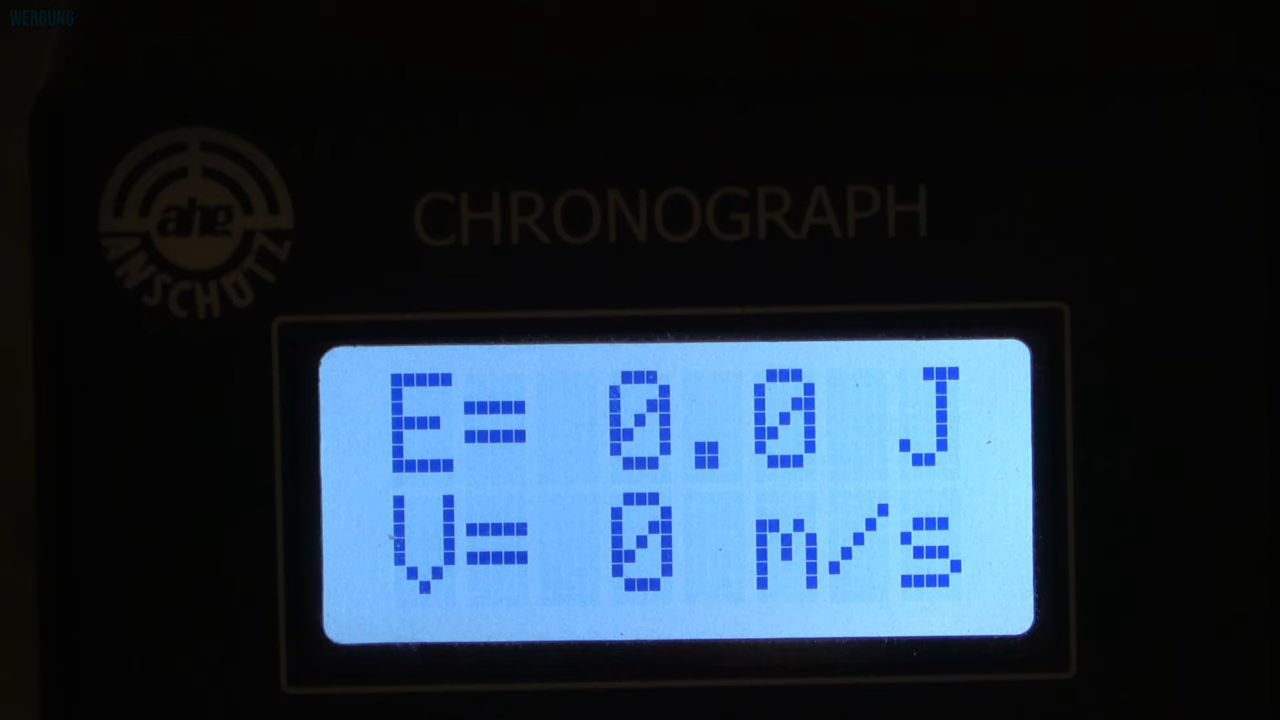 WERBUNG
ahg
ANSCHÜTZ
CHRONOGRAPH
E= 0.0 J
V= 0 m/s